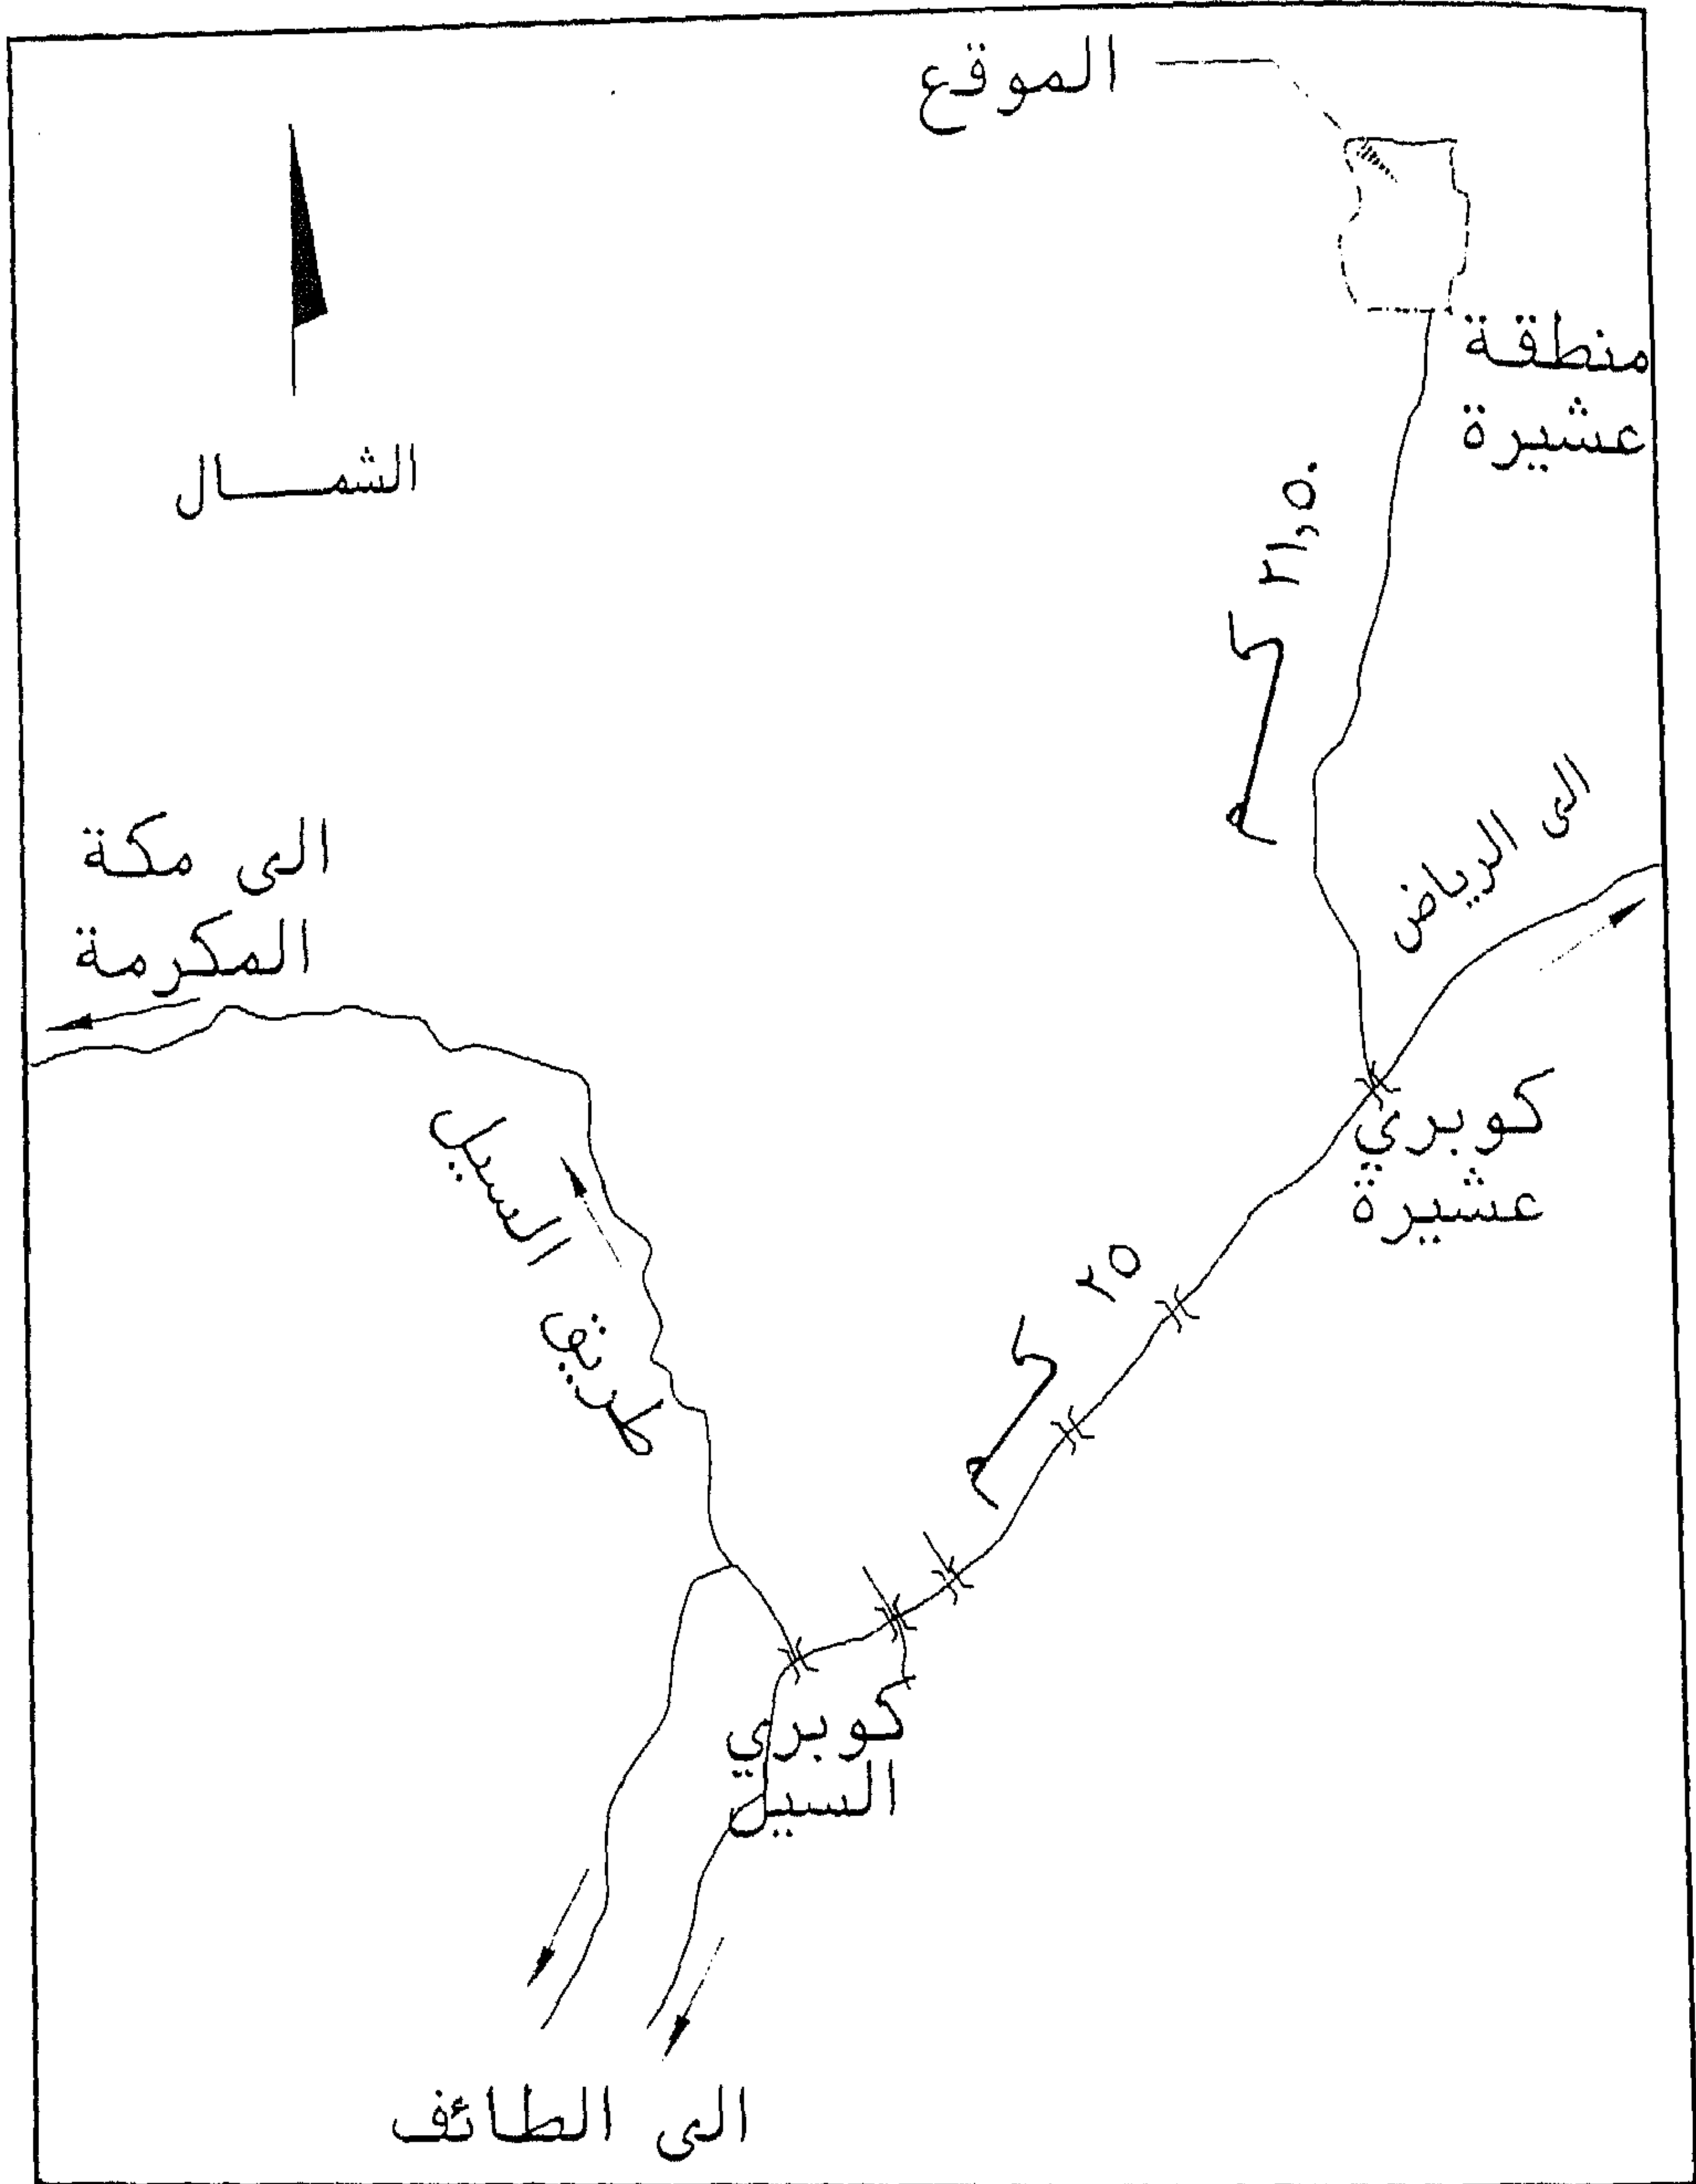 الموقع
الشمال
منطقة
عشيرة
٢١,٥٠ كم
الى الرياض
الى مكة
المكرمة
كوبري
عشيرة
طريق السيل
٢٥ كم
كوبري
السيل
الى الطائف